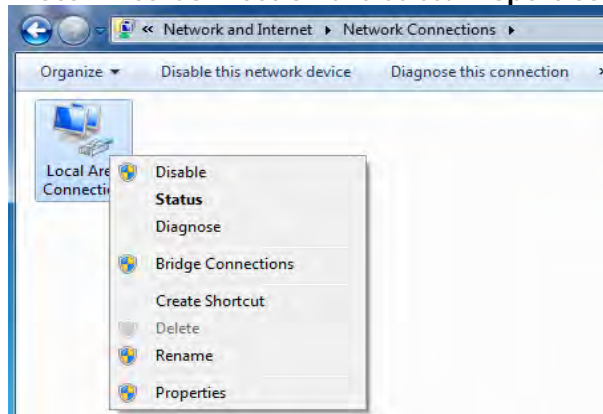 « Network and Internet ▸ Network Connections ▸
Organize ▾ Disable this network device Diagnose this connection
Local Are
Connecti
Disable
Status
Diagnose
Bridge Connections
Create Shortcut
Delete
Rename
Properties